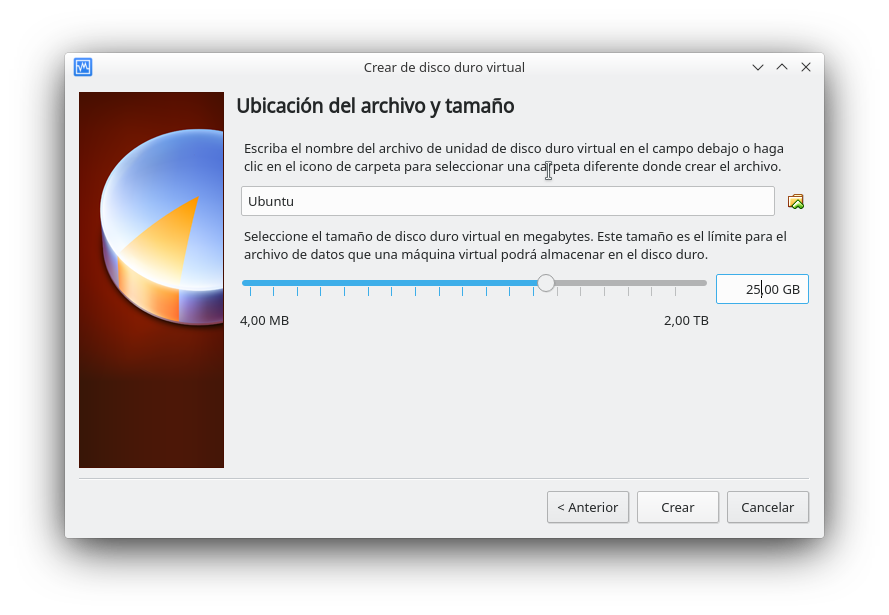 Crear de disco duro virtual
Ubicación del archivo y tamaño
Escriba el nombre del archivo de unidad de disco duro virtual en el campo debajo o haga
clic en el icono de carpeta para seleccionar una carpeta diferente donde crear el archivo.
Ubuntu
Seleccione el tamaño de disco duro virtual en megabytes. Este tamaño es el límite para el
archivo de datos que una máquina virtual podrá almacenar en el disco duro.
25,00 GB
4,00 MB 2,00 TB
< Anterior Crear Cancelar